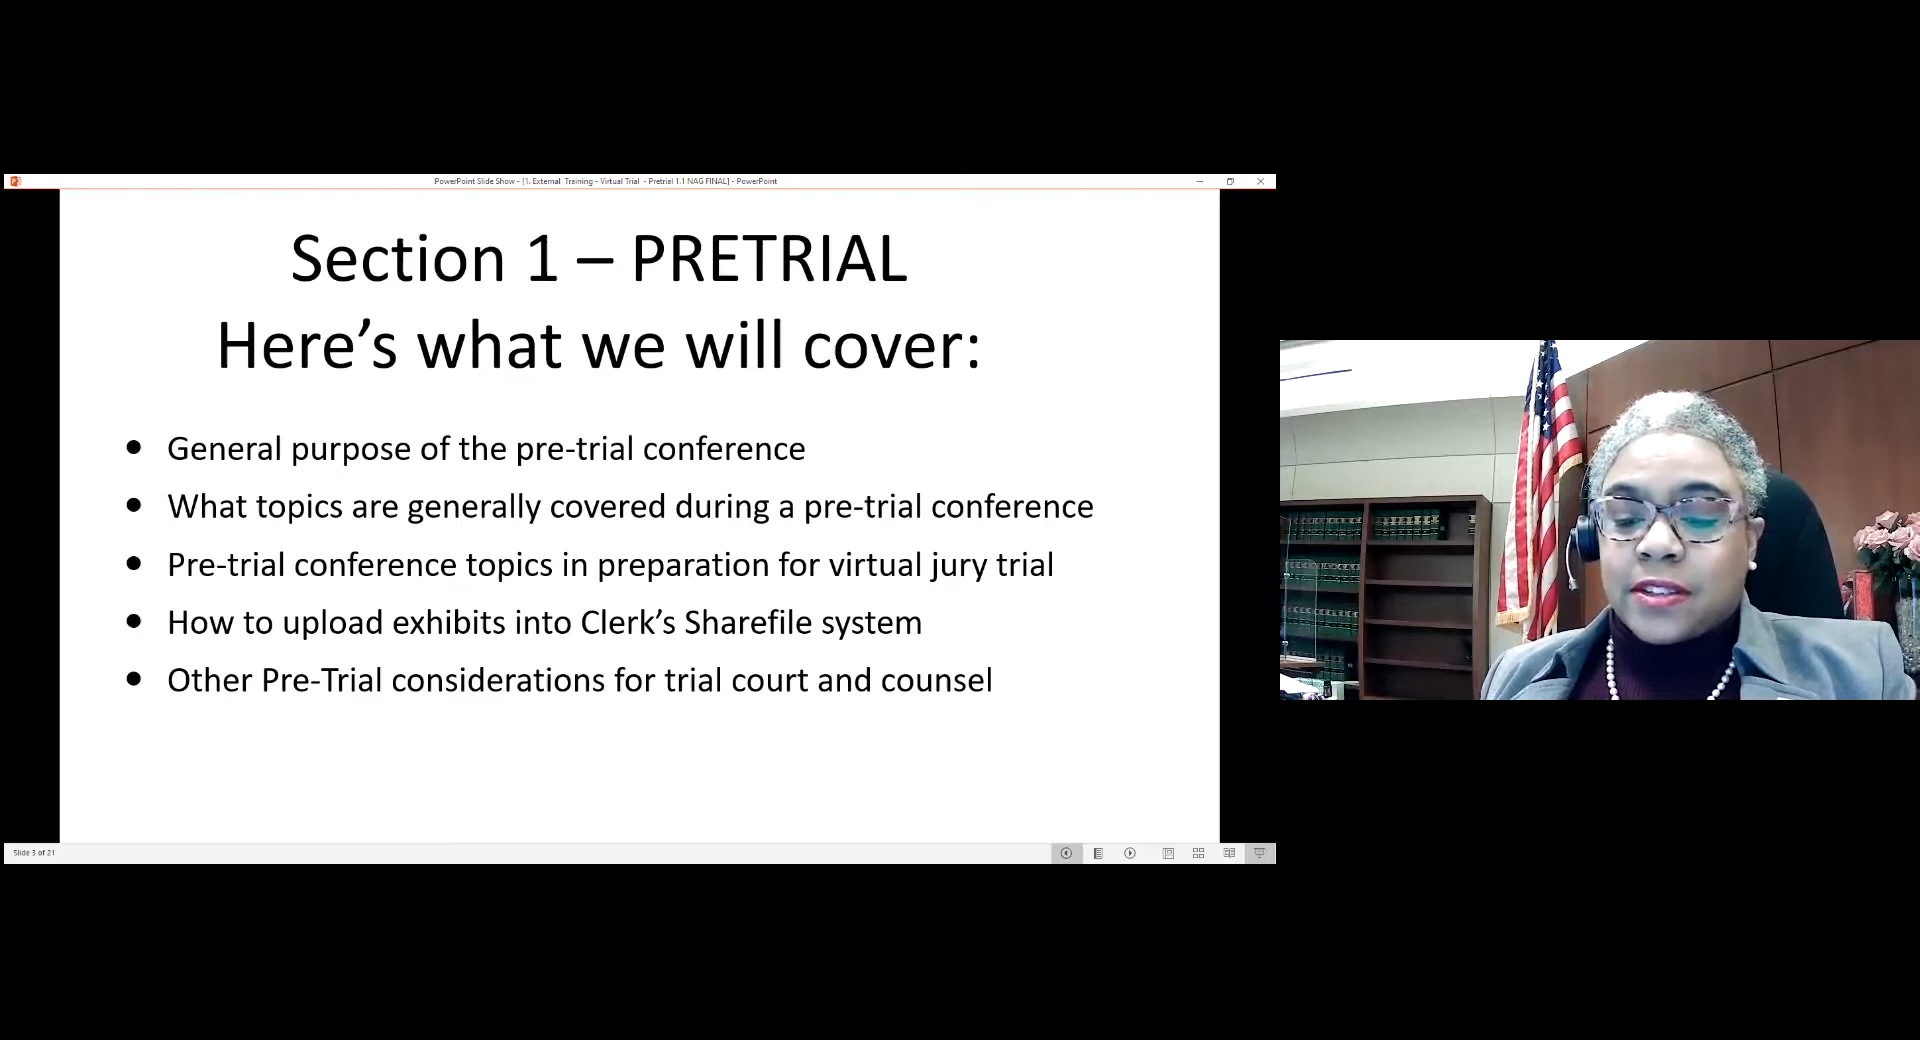 PowerPoint Slide Show - [1. External Training - Virtual Trial - Pretrial 1.1 NAG FINAL] - PowerPoint
Section 1 – PRETRIAL
Here’s what we will cover:
• General purpose of the pre-trial conference
• What topics are generally covered during a pre-trial conference
• Pre-trial conference topics in preparation for virtual jury trial
• How to upload exhibits into Clerk’s Sharefile system
• Other Pre-Trial considerations for trial court and counsel
Slide 3 of 21